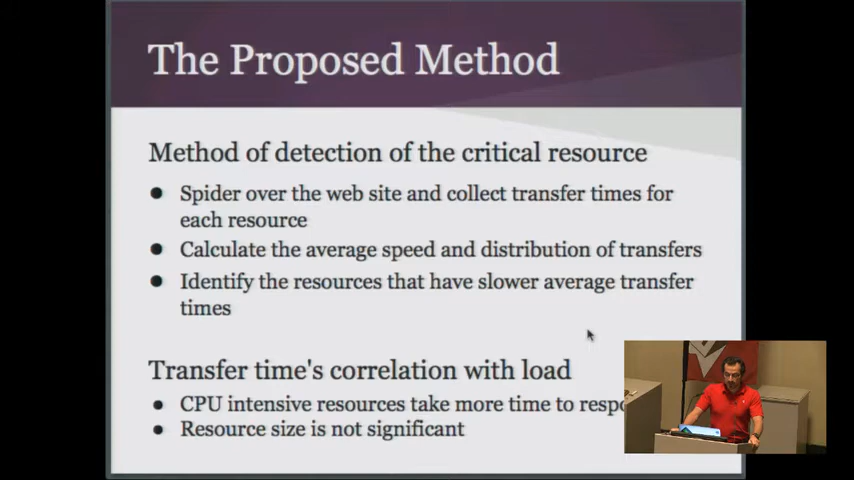 The Proposed Method
Method of detection of the critical resource
Spider over the web site and collect transfer times for
each resource
Calculate the average speed and distribution of transfers
Identify the resources that have slower average transfer
times
Transfer time's correlation with load
CPU intensive resources take more time to
Resource size is not significant